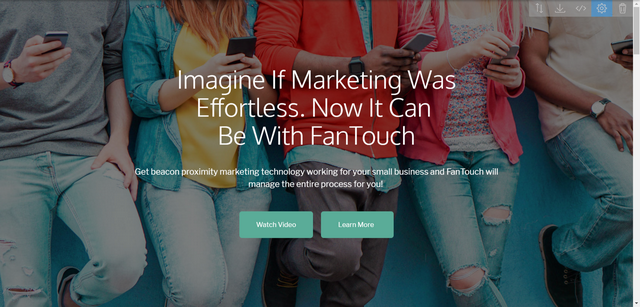 Imagine If Marketing Was
Effortless. Now It Can
Be With FanTouch
Get beacon proximity marketing technology working for your small business and FanTouch will
manage the entire process for you!
Watch Video
Learn More